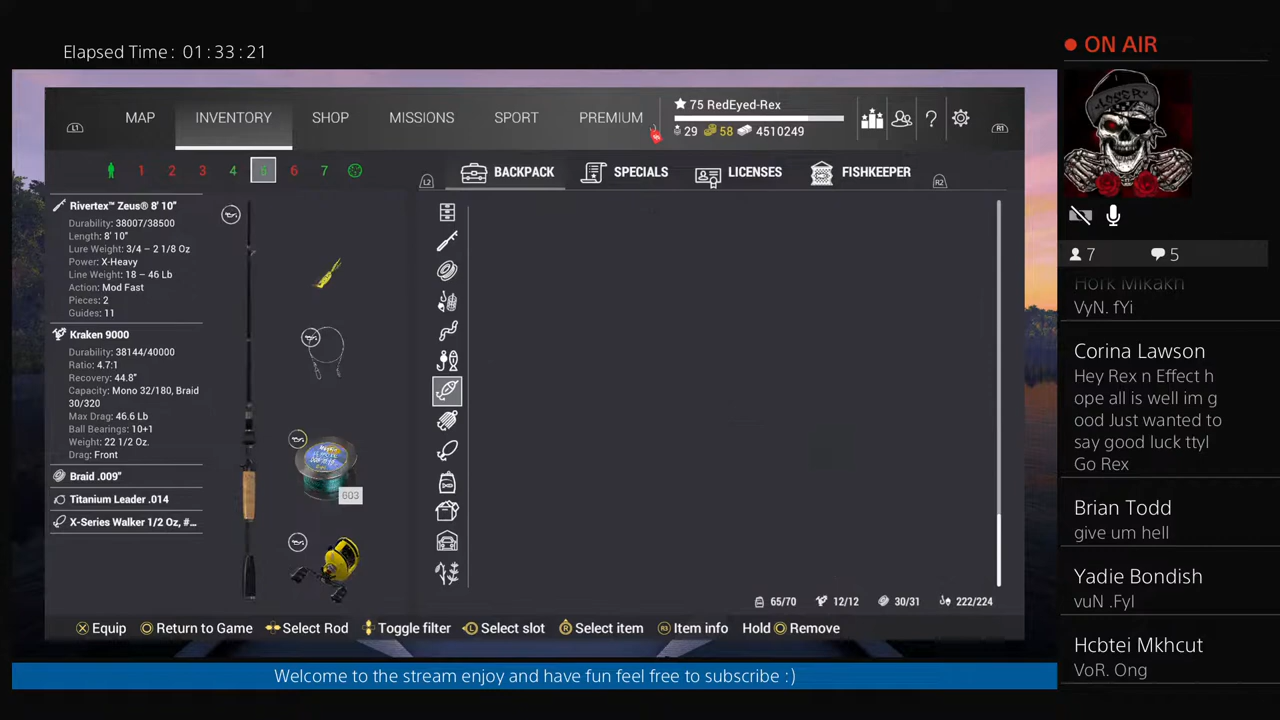 Elapsed Time: 01:33:21
ON AIR
L1
MAP
INVENTORY
SHOP
MISSIONS
SPORT
PREMIUM
75 RedEyed-Rex
29
58
4510249
?
R1
1
2
3
4
5
6
7
L2
BACKPACK
SPECIALS
LICENSES
FISHKEEPER
R2
Rivertex™ Zeus® 8' 10"
Durability: 38007/38500
Length: 8' 10"
Lure Weight: 3/4 – 2 1/8 Oz
Power: X-Heavy
Line Weight: 18 – 46 Lb
Action: Mod Fast
Pieces: 2
Guides: 11
Kraken 9000
Durability: 38144/40000
Ratio: 4.7:1
Recovery: 44.8"
Capacity: Mono 32/180, Braid
30/320
Max Drag: 46.6 Lb
Ball Bearings: 10+1
Weight: 22 1/2 Oz.
Drag: Front
Braid .009"
Titanium Leader .014
X-Series Walker 1/2 Oz, #...
603
65/70
12/12
30/31
222/224
Equip
Return to Game
Select Rod
Toggle filter
L Select slot
R Select item
R3 Item info
Hold Remove
Welcome to the stream enjoy and have fun feel free to subscribe :)
LOVER
7
5
Hork Mikakh
VyN. fYi
Corina Lawson
Hey Rex n Effect h
ope all is well im g
ood Just wanted to
say good luck ttyl
Go Rex
Brian Todd
give um hell
Yadie Bondish
vuN .FyI
Hcbtei Mkhcut
VoR. Ong